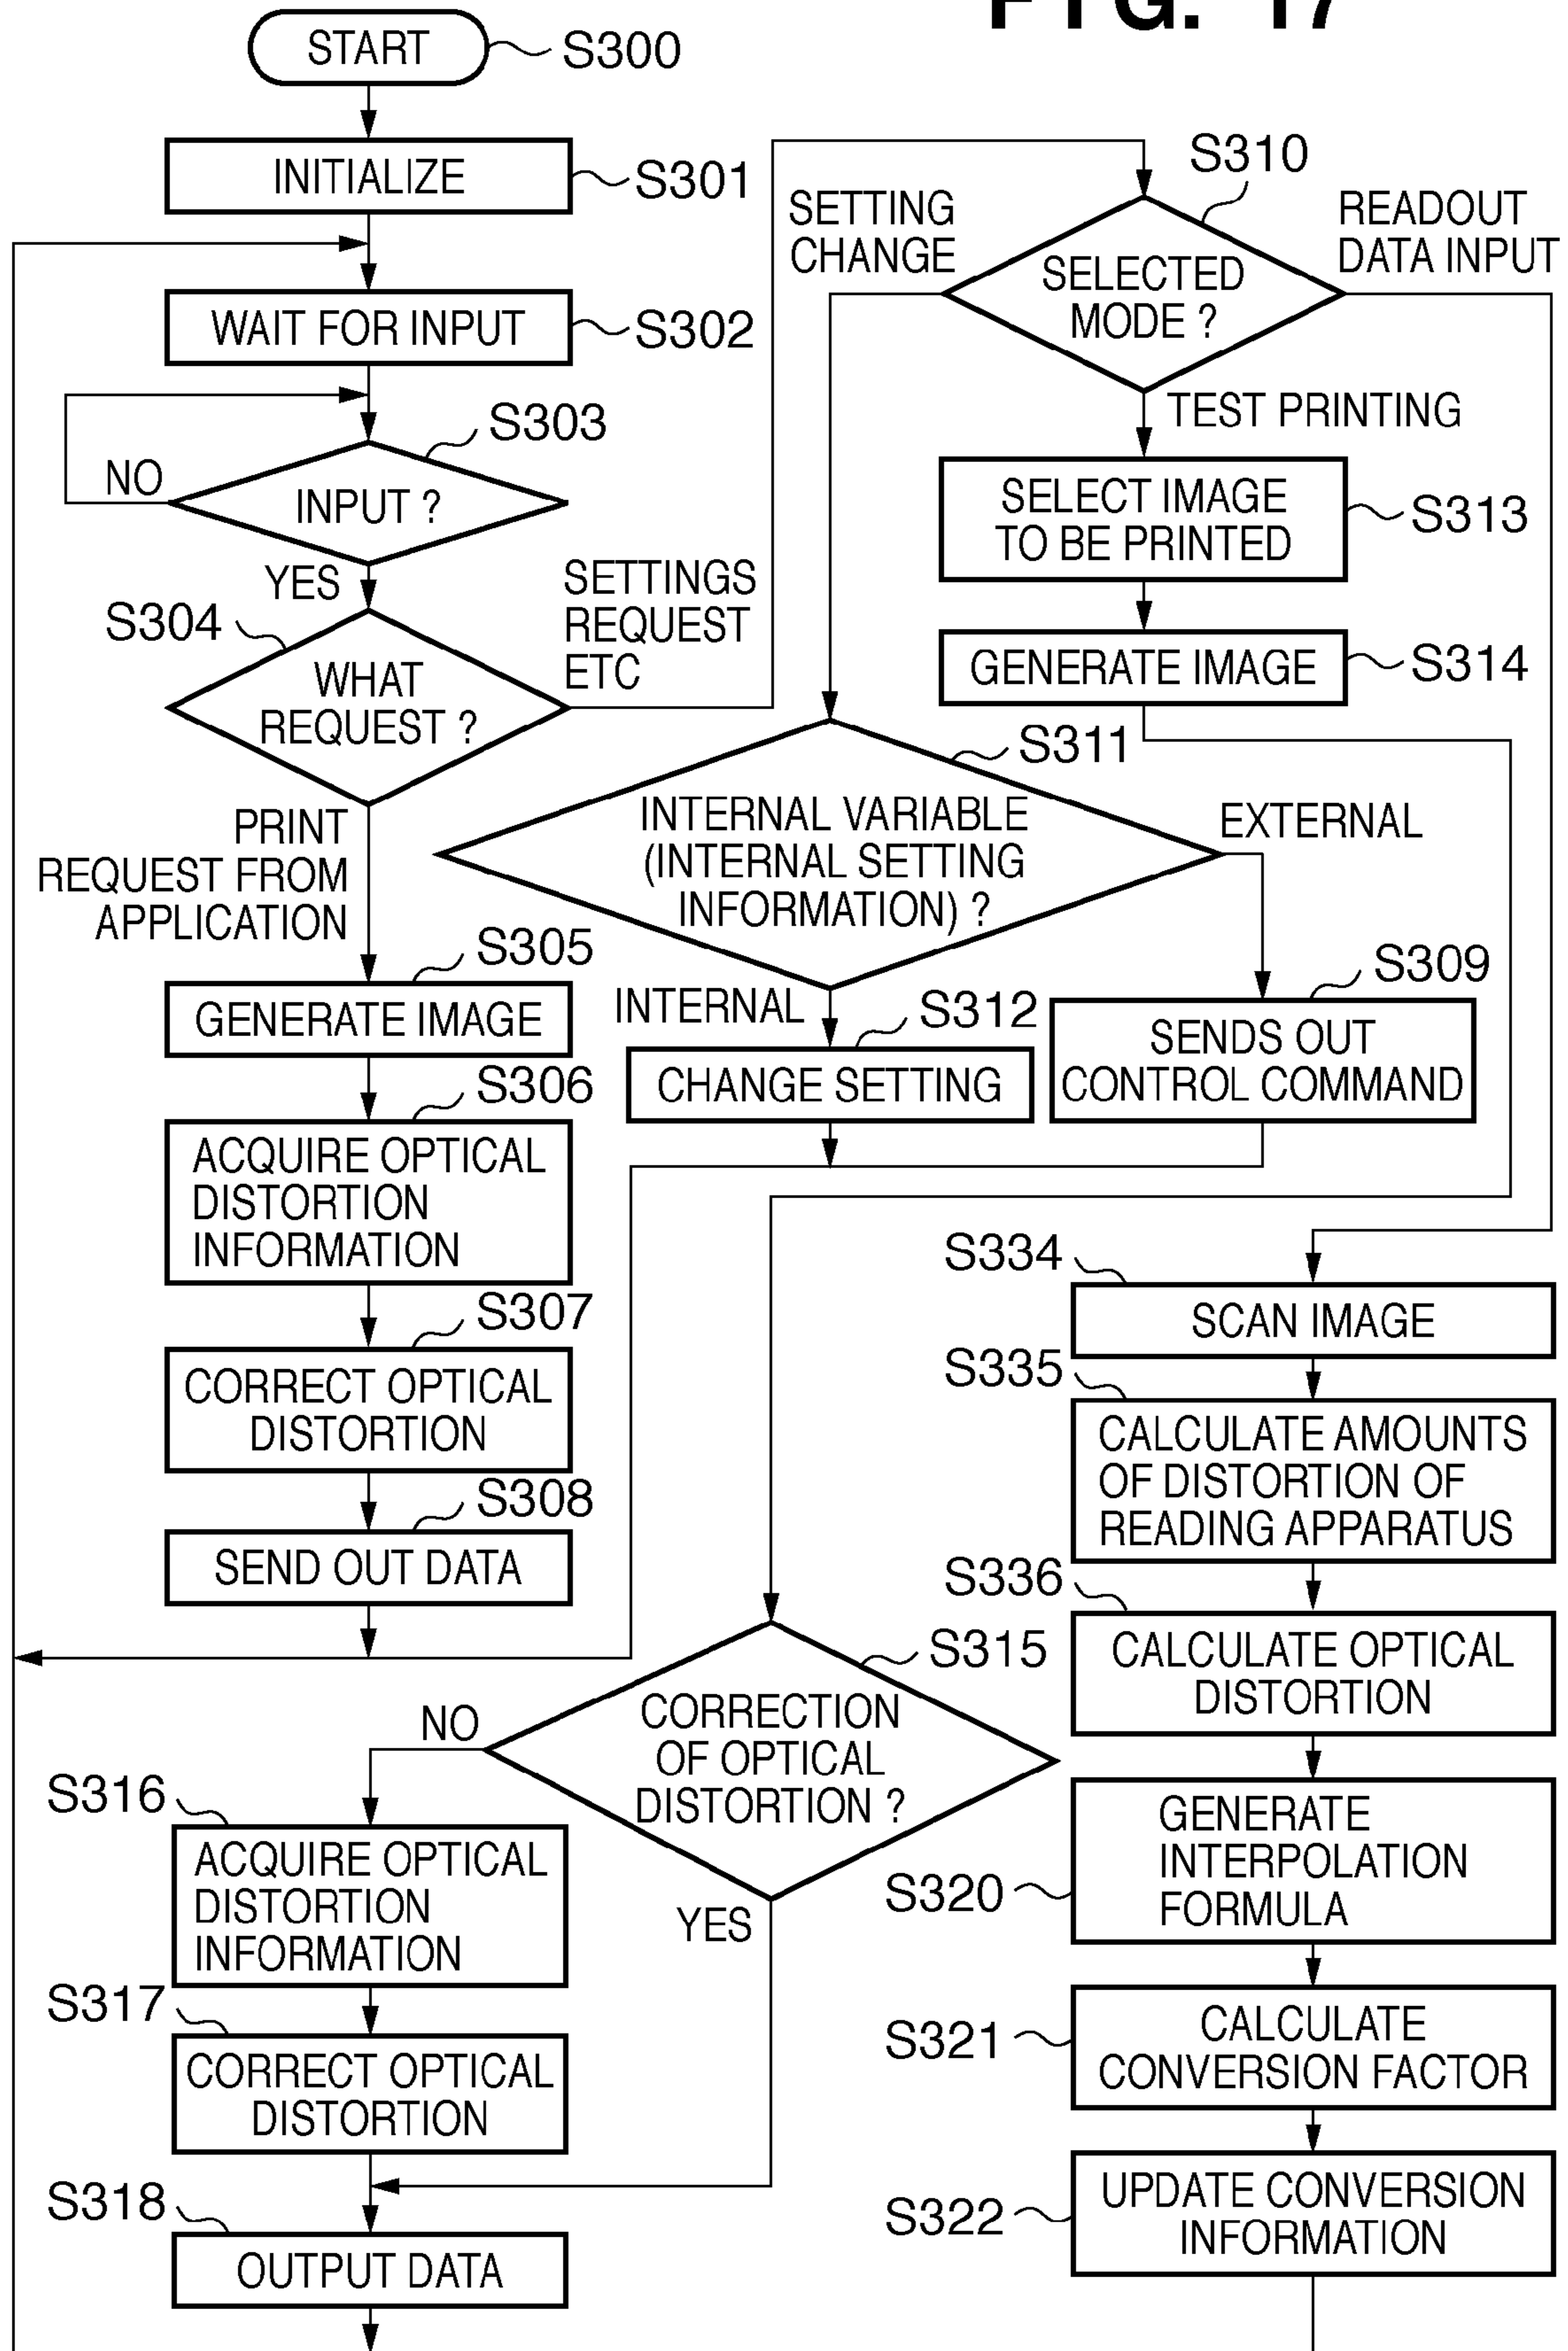 FIG. 17
START
S300
INITIALIZE
S301
WAIT FOR INPUT
S302
S303
NO
INPUT ?
YES
S304
WHAT
REQUEST ?
SETTINGS
REQUEST
ETC
PRINT
REQUEST FROM
APPLICATION
S305
GENERATE IMAGE
S306
ACQUIRE OPTICAL
DISTORTION
INFORMATION
S307
CORRECT OPTICAL
DISTORTION
S308
SEND OUT DATA
S310
SETTING
CHANGE
SELECTED
MODE ?
READOUT
DATA INPUT
TEST PRINTING
SELECT IMAGE
TO BE PRINTED
S313
GENERATE IMAGE
S314
S311
INTERNAL VARIABLE
(INTERNAL SETTING
INFORMATION) ?
EXTERNAL
INTERNAL
S312
CHANGE SETTING
S309
SENDS OUT
CONTROL COMMAND
S315
CORRECTION
OF OPTICAL
DISTORTION ?
NO
YES
S316
ACQUIRE OPTICAL
DISTORTION
INFORMATION
S317
CORRECT OPTICAL
DISTORTION
S318
OUTPUT DATA
S334
SCAN IMAGE
S335
CALCULATE AMOUNTS
OF DISTORTION OF
READING APPARATUS
S336
CALCULATE OPTICAL
DISTORTION
S320
GENERATE
INTERPOLATION
FORMULA
S321
CALCULATE
CONVERSION FACTOR
S322
UPDATE CONVERSION
INFORMATION